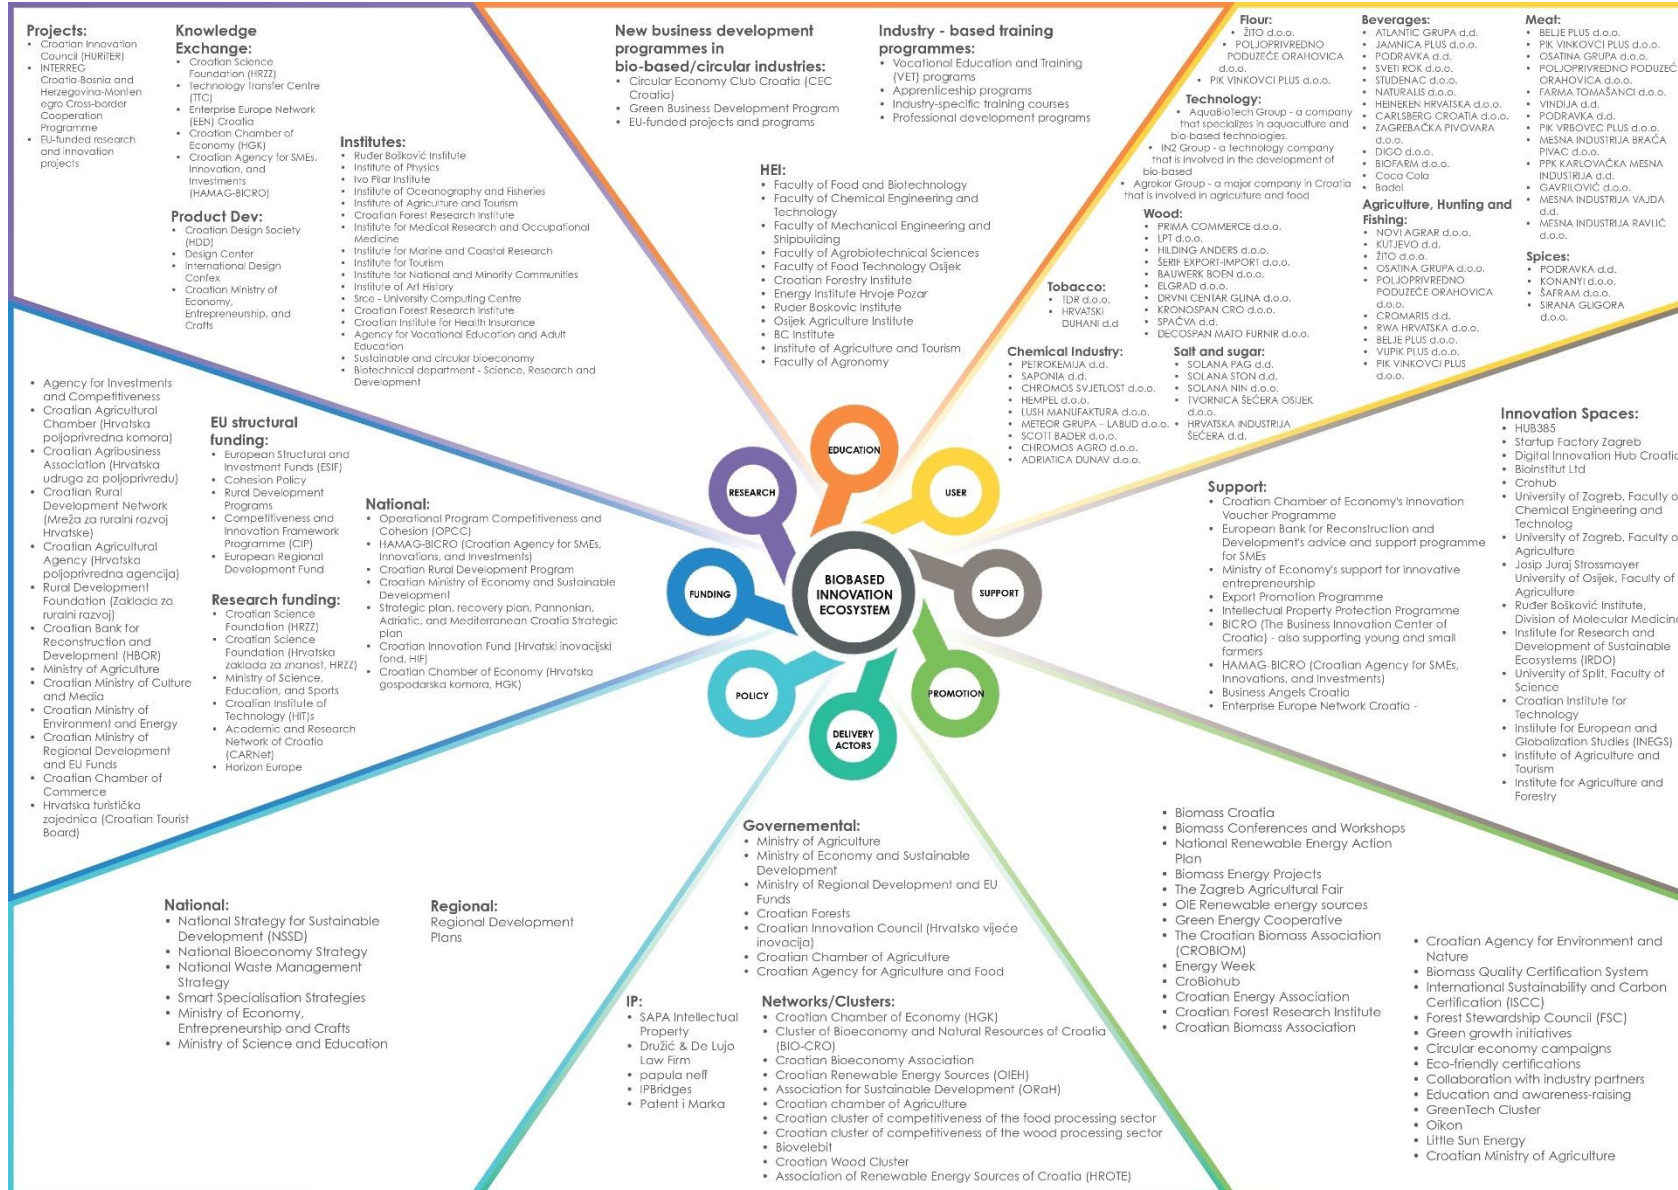 Projects:
• Croatian Innovation
Council (HURiTER)
• INTERREG
Croatia-Bosnia and
Herzegovina-Monten
egro Cross-border
Cooperation
Programme
• EU-funded research
and innovation
projects
Knowledge
Exchange:
• Croatian Science
Foundation (HRZZ)
• Technology Transfer Centre
(TTC)
• Enterprise Europe Network
(EEN) Croatia
• Croatian Chamber of
Economy (HGK)
• Croatian Agency for SMEs,
Innovation, and
Investments
(HAMAG-BICRO)
Product Dev:
• Croatian Design Society
(HDD)
• Design Center
• International Design
Confex
• Croatian Ministry of
Economy,
Entrepreneurship, and
Crafts
Institutes:
• Ruđer Bošković Institute
• Institute of Physics
• Ivo Pilar Institute
• Institute of Oceanography and Fisheries
• Institute of Agriculture and Tourism
• Croatian Forest Research Institute
• Institute for Medical Research and Occupational
Medicine
• Institute for Marine and Coastal Research
• Institute for Tourism
• Institute for National and Minority Communities
• Institute of Art History
• Srce - University Computing Centre
• Croatian Forest Research Institute
• Croatian Institute for Health Insurance
• Agency for Vocational Education and Adult
Education
• Sustainable and circular bioeconomy
• Biotechnical department - Science, Research and
Development
New business development
programmes in
bio-based/circular industries:
• Circular Economy Club Croatia (CEC
Croatia)
• Green Business Development Program
• EU-funded projects and programs
Industry - based training
programmes:
• Vocational Education and Training
(VET) programs
• Apprenticeship programs
• Industry-specific training courses
• Professional development programs
HEI:
• Faculty of Food and Biotechnology
• Faculty of Chemical Engineering and
Technology
• Faculty of Mechanical Engineering and
Shipbuilding
• Faculty of Agrobiotechnical Sciences
• Faculty of Food Technology Osijek
• Croatian Forestry Institute
• Energy Institute Hrvoje Pozar
• Ruder Boskovic Institute
• Osijek Agriculture Institute
• BC Institute
• Institute of Agriculture and Tourism
• Faculty of Agronomy
Flour:
• ŽITO d.o.o.
• POLJOPRIVREDNO
PODUZEĆE ORAHOVICA
d.o.o.
• PIK VINKOVCI PLUS d.o.o.
Technology:
• AquaBioTech Group - a company
that specializes in aquaculture and
bio-based technologies.
• IN2 Group - a technology company
that is involved in the development of
bio-based
• Agrokor Group - a major company in Croatia
that is involved in agriculture and food
Wood:
• PRIMA COMMERCE d.o.o.
• LPT d.o.o.
• HILDING ANDERS d.o.o.
• ŠERIF EXPORT-IMPORT d.o.o.
• BAUWERK BOEN d.o.o.
• ELGRAD d.o.o.
• DRVNI CENTAR GLINA d.o.o.
• KRONOSPAN CRO d.o.o.
• SPAČVA d.d.
• DECOSPAN MATO FURNIR d.o.o.
Tobacco:
• TDR d.o.o.
• HRVATSKI
DUHANI d.d
Chemical Industry:
• PETROKEMIJA d.d.
• SAPONIA d.d.
• CHROMOS SVJETLOST d.o.o.
• HEMPEL d.o.o.
• LUSH MANUFAKTURA d.o.o.
• METEOR GRUPA – LABUD d.o.o.
• SCOTT BADER d.o.o.
• CHROMOS AGRO d.o.o.
• ADRIATICA DUNAV d.o.o.
Salt and sugar:
• SOLANA PAG d.d.
• SOLANA STON d.d.
• SOLANA NIN d.o.o.
• TVORNICA ŠEĆERA OSIJEK
d.o.o.
• HRVATSKA INDUSTRIJA
ŠEĆERA d.d.
Beverages:
• ATLANTIC GRUPA d.d.
• JAMNICA PLUS d.o.o.
• PODRAVKA d.d.
• SVETI ROK d.o.o.
• STUDENAC d.o.o.
• NATURALIS d.o.o.
• HEINEKEN HRVATSKA d.o.o.
• CARLSBERG CROATIA d.o.o.
• ZAGREBAČKA PIVOVARA
d.o.o.
• DIGO d.o.o.
• BIOFARM d.o.o.
• Coca Cola
• Badel
Agriculture, Hunting and
Fishing:
• NOVI AGRAR d.o.o.
• KUTJEVO d.d.
• ŽITO d.o.o.
• OSATINA GRUPA d.o.o.
• POLJOPRIVREDNO
PODUZEĆE ORAHOVICA
d.o.o.
• CROMARIS d.d.
• RWA HRVATSKA d.o.o.
• BELJE PLUS d.o.o.
• VUPIK PLUS d.o.o.
• PIK VINKOVCI PLUS
d.o.o.
Meat:
• BELJE PLUS d.o.o.
• PIK VINKOVCI PLUS d.o.o.
• OSATINA GRUPA d.o.o.
• POLJOPRIVREDNO PODUZEĆ
ORAHOVICA d.o.o.
• FARMA TOMAŠANCI d.o.o.
• VINDIJA d.d.
• PODRAVKA d.d.
• PIK VRBOVEC PLUS d.o.o.
• MESNA INDUSTRIJA BRAĆA
PIVAC d.o.o.
• PPK KARLOVAČKA MESNA
INDUSTRIJA d.d.
• GAVRILOVIĆ d.o.o.
• MESNA INDUSTRIJA VAJDA
d.d.
• MESNA INDUSTRIJA RAVLIĆ
d.o.o.
Spices:
• PODRAVKA d.d.
• KONANYI d.o.o.
• ŠAFRAM d.o.o.
• SIRANA GLIGORA
d.o.o.
• Agency for Investments
and Competitiveness
• Croatian Agricultural
Chamber (Hrvatska
poljoprivredna komora)
• Croatian Agribusiness
Association (Hrvatska
udruga za poljoprivredu)
• Croatian Rural
Development Network
(Mreža za ruralni razvoj
Hrvatske)
• Croatian Agricultural
Agency (Hrvatska
poljoprivredna agencija)
• Rural Development
Foundation (Zaklada za
ruralni razvoj)
• Croatian Bank for
Reconstruction and
Development (HBOR)
• Ministry of Agriculture
• Croatian Ministry of Culture
and Media
• Croatian Ministry of
Environment and Energy
• Croatian Ministry of
Regional Development
and EU Funds
• Croatian Chamber of
Commerce
• Hrvatska turistička
zajednica (Croatian Tourist
Board)
EU structural
funding:
• European Structural and
Investment Funds (ESIF)
• Cohesion Policy
• Rural Development
Programs
• Competitiveness and
Innovation Framework
Programme (CIP)
• European Regional
Development Fund
Research funding:
• Croatian Science
Foundation (HRZZ)
• Croatian Science
Foundation (Hrvatska
zaklada za znanost, HRZZ)
• Ministry of Science,
Education, and Sports
• Croatian Institute of
Technology (HIT)s
• Academic and Research
Network of Croatia
(CARNet)
• Horizon Europe
National:
• Operational Program Competitiveness and
Cohesion (OPCC)
• HAMAG-BICRO (Croatian Agency for SMEs,
Innovations, and Investments)
• Croatian Rural Development Program
• Croatian Ministry of Economy and Sustainable
Development
• Strategic plan, recovery plan, Pannonian,
Adriatic, and Mediterranean Croatia Strategic
plan
• Croatian Innovation Fund (Hrvatski inovacijski
fond, HIF)
• Croatian Chamber of Economy (Hrvatska
gospodarska komora, HGK)
EDUCATION
RESEARCH
USER
FUNDING
BIOBASED
INNOVATION
ECOSYSTEM
SUPPORT
POLICY
PROMOTION
DELIVERY
ACTORS
Support:
• Croatian Chamber of Economy's Innovation
Voucher Programme
• European Bank for Reconstruction and
Development's advice and support programme
for SMEs
• Ministry of Economy's support for innovative
entrepreneurship
• Export Promotion Programme
• Intellectual Property Protection Programme
• BICRO (The Business Innovation Center of
Croatia) - also supporting young and small
farmers
• HAMAG-BICRO (Croatian Agency for SMEs,
Innovations, and Investments)
• Business Angels Croatia
• Enterprise Europe Network Croatia -
Innovation Spaces:
• HUB385
• Startup Factory Zagreb
• Digital Innovation Hub Croatia
• Bioinstitut Ltd
• Crohub
• University of Zagreb, Faculty of
Chemical Engineering and
Technolog
• University of Zagreb, Faculty of
Agriculture
• Josip Juraj Strossmayer
University of Osijek, Faculty of
Agriculture
• Ruđer Bošković Institute,
Division of Molecular Medicine
• Institute for Research and
Development of Sustainable
Ecosystems (IRDO)
• University of Split, Faculty of
Science
• Croatian Institute for
Technology
• Institute for European and
Globalization Studies (INEGS)
• Institute of Agriculture and
Tourism
• Institute for Agriculture and
Forestry
National:
• National Strategy for Sustainable
Development (NSSD)
• National Bioeconomy Strategy
• National Waste Management
Strategy
• Smart Specialisation Strategies
• Ministry of Economy,
Entrepreneurship and Crafts
• Ministry of Science and Education
Regional:
Regional Development
Plans
Governemental:
• Ministry of Agriculture
• Ministry of Economy and Sustainable
Development
• Ministry of Regional Development and EU
Funds
• Croatian Forests
• Croatian Innovation Council (Hrvatsko vijeće
inovacija)
• Croatian Chamber of Agriculture
• Croatian Agency for Agriculture and Food
IP:
• SAPA Intellectual
Property
• Družić & De Lujo
Law Firm
• papula neff
• IPBridges
• Patent i Marka
Networks/Clusters:
• Croatian Chamber of Economy (HGK)
• Cluster of Bioeconomy and Natural Resources of Croatia
(BIO-CRO)
• Croatian Bioeconomy Association
• Croatian Renewable Energy Sources (OIEH)
• Association for Sustainable Development (ORaH)
• Croatian chamber of Agriculture
• Croatian cluster of competitiveness of the food processing sector
• Croatian cluster of competitiveness of the wood processing sector
• Biovelebit
• Croatian Wood Cluster
• Association of Renewable Energy Sources of Croatia (HROTE)
• Biomass Croatia
• Biomass Conferences and Workshops
• National Renewable Energy Action
Plan
• Biomass Energy Projects
• The Zagreb Agricultural Fair
• OIE Renewable energy sources
• Green Energy Cooperative
• The Croatian Biomass Association
(CROBIOM)
• Energy Week
• CroBiohub
• Croatian Energy Association
• Croatian Forest Research Institute
• Croatian Biomass Association
• Croatian Agency for Environment and
Nature
• Biomass Quality Certification System
• International Sustainability and Carbon
Certification (ISCC)
• Forest Stewardship Council (FSC)
• Green growth initiatives
• Circular economy campaigns
• Eco-friendly certifications
• Collaboration with industry partners
• Education and awareness-raising
• GreenTech Cluster
• Oikon
• Little Sun Energy
• Croatian Ministry of Agriculture